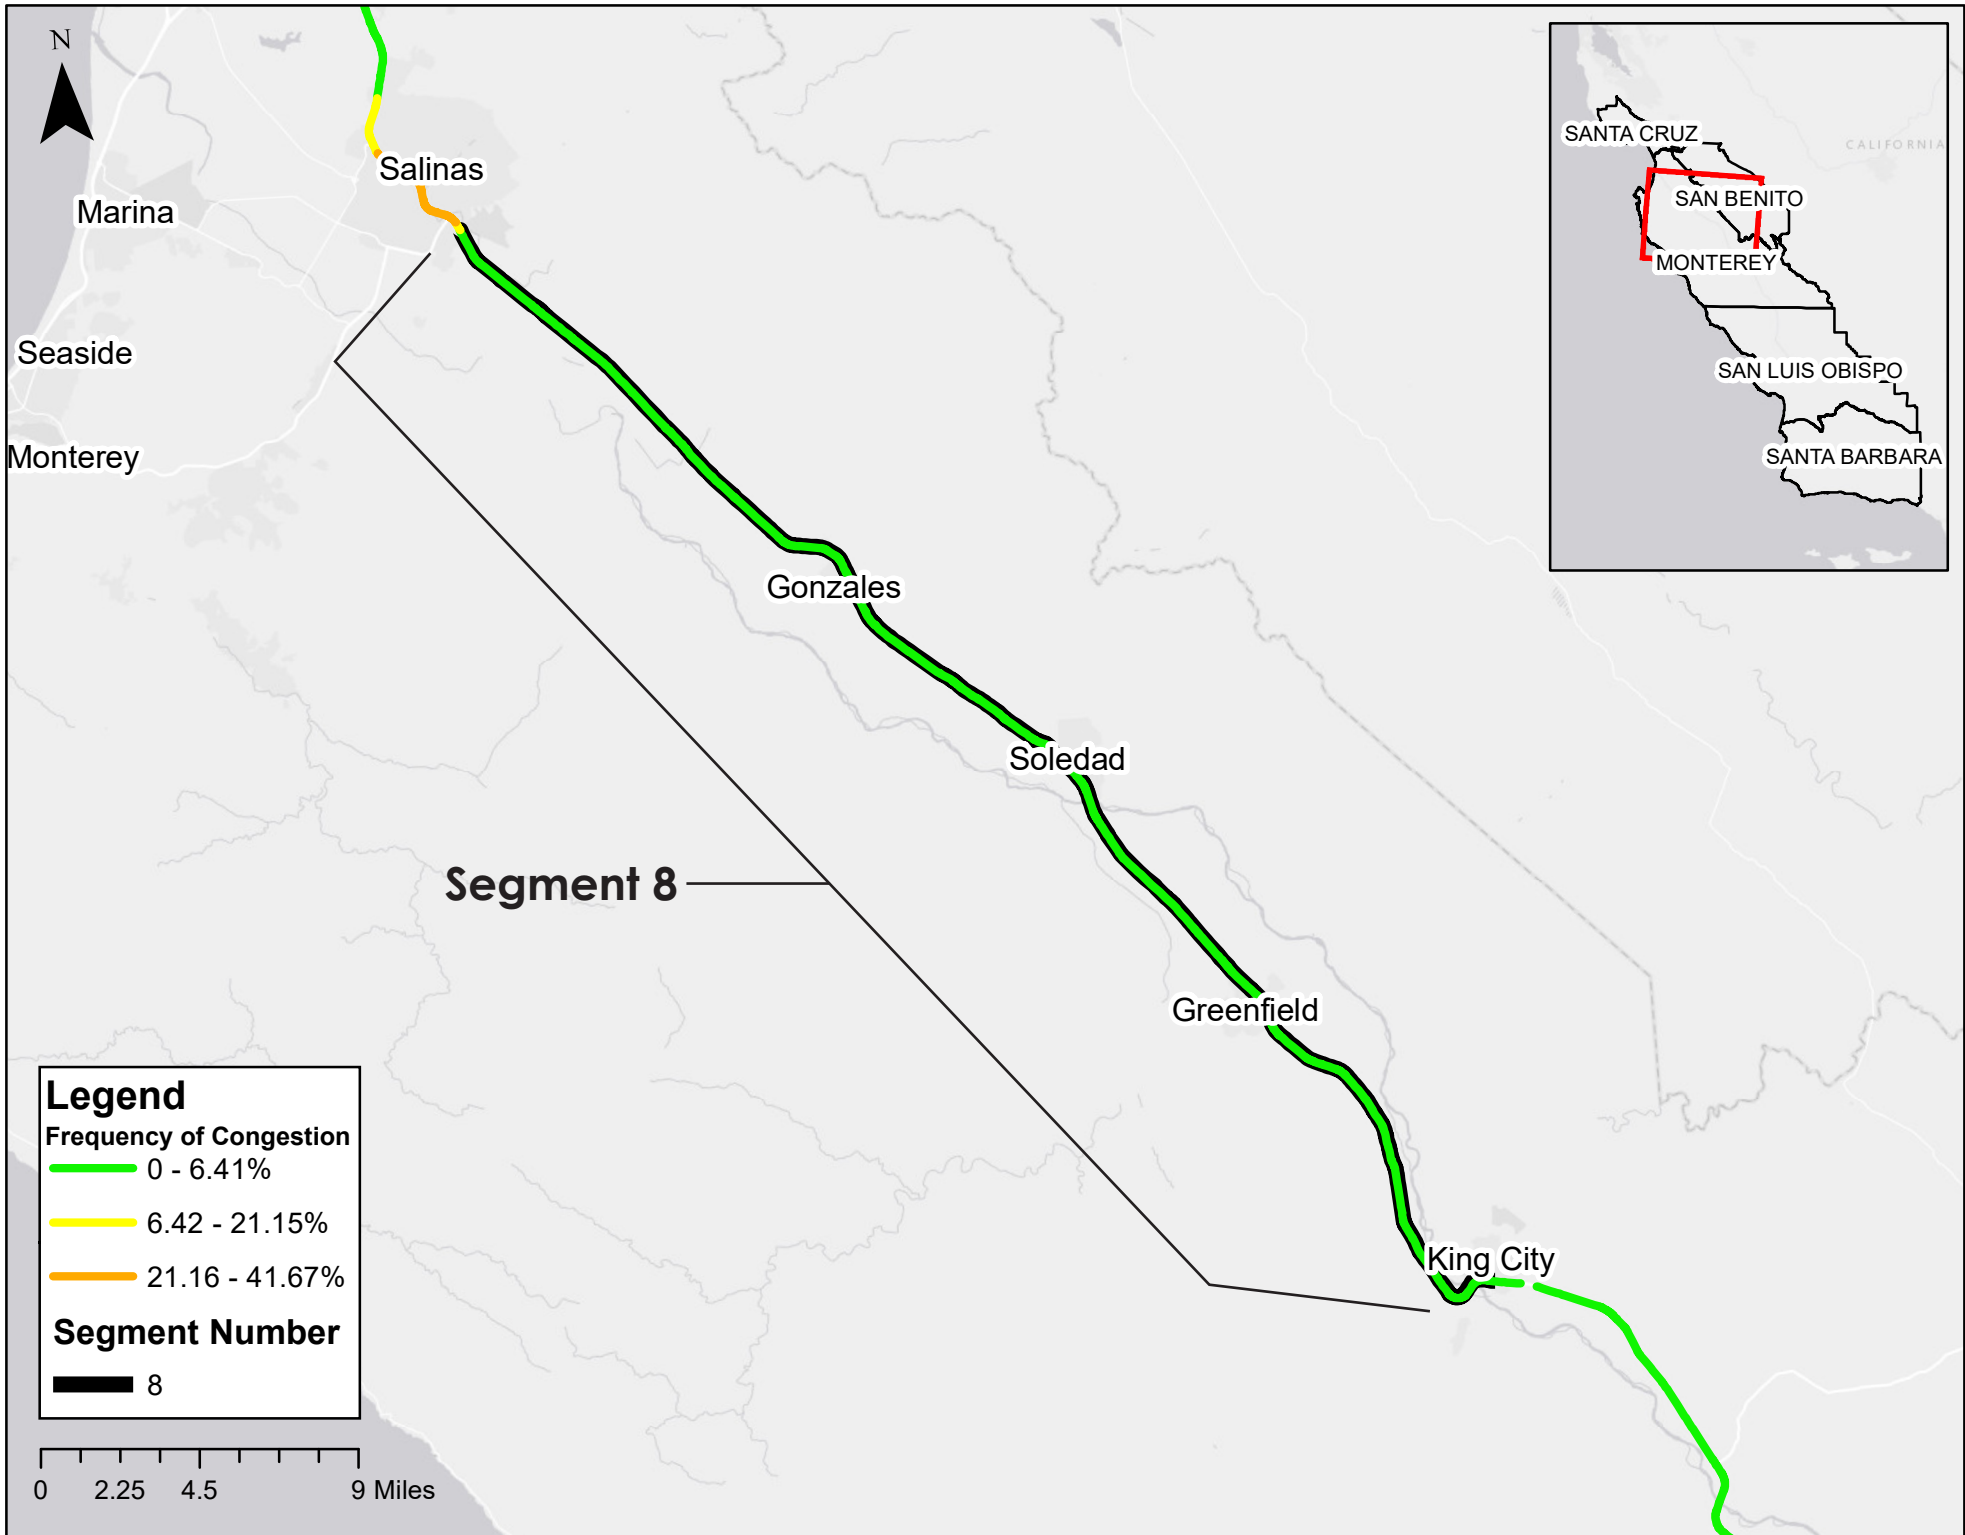 N
Salinas
Marina
Seaside
Monterey
Gonzales
Soledad
Segment 8
Greenfield
King City
SANTA CRUZ
CALIFORNIA
SAN BENITO
MONTEREY
SAN LUIS OBISPO
SANTA BARBARA
Legend
Frequency of Congestion
0 - 6.41%
6.42 - 21.15%
21.16 - 41.67%
Segment Number
8
0 2.25 4.5 9 Miles